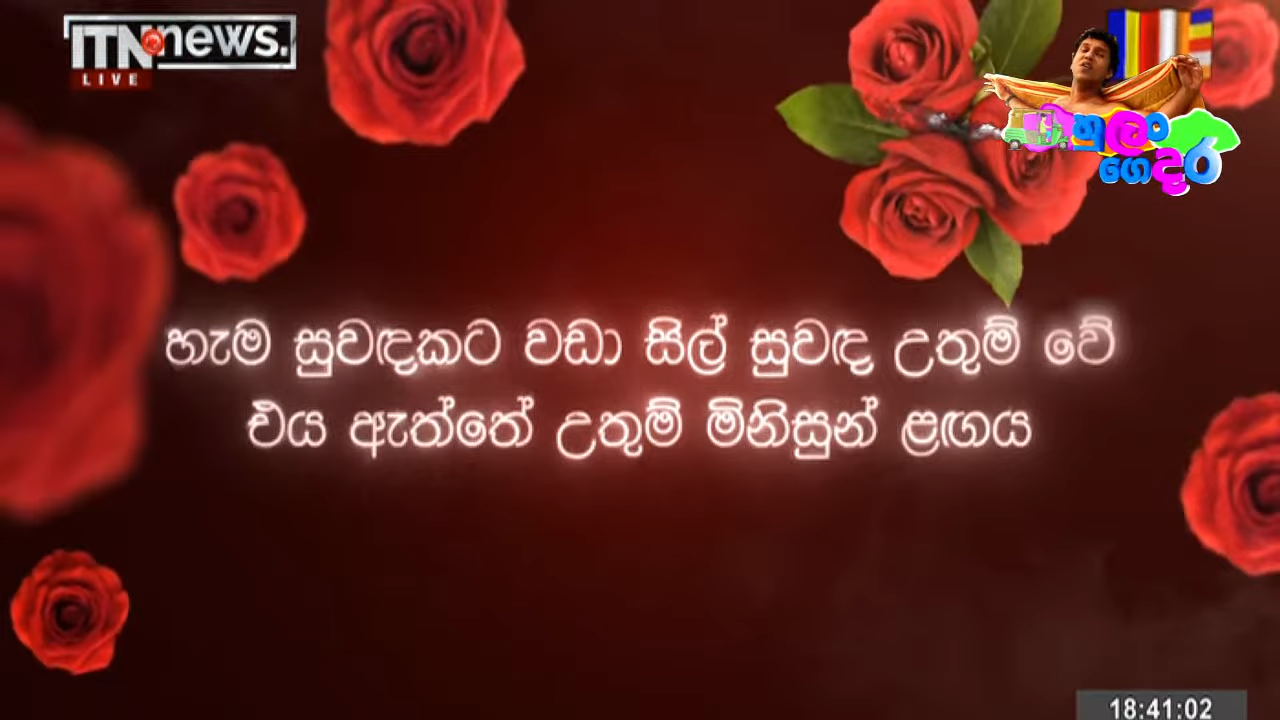 ITN news.
LIVE
හුලං
ගෙදර
හැම සුවඳකට වඩා සිල් සුවඳ උතුම් වේ
එය ඇත්තේ උතුම් මිනිසුන් ළඟය
18:41:02